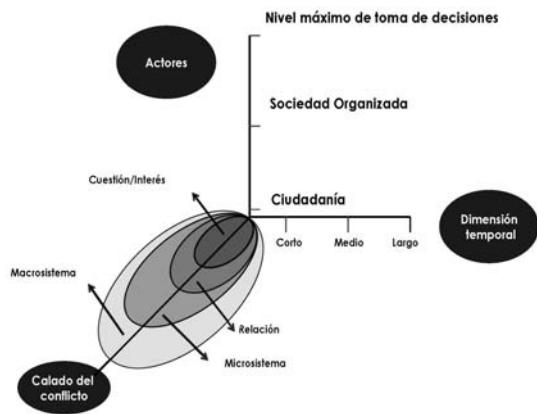 Nivel máximo de toma de decisiones
Actores
Sociedad Organizada
Cuestión/Interés
Ciudadanía
Dimensión
temporal
Corto
Medio
Largo
Macrosistema
Relación
Microsistema
Calado del
conflicto